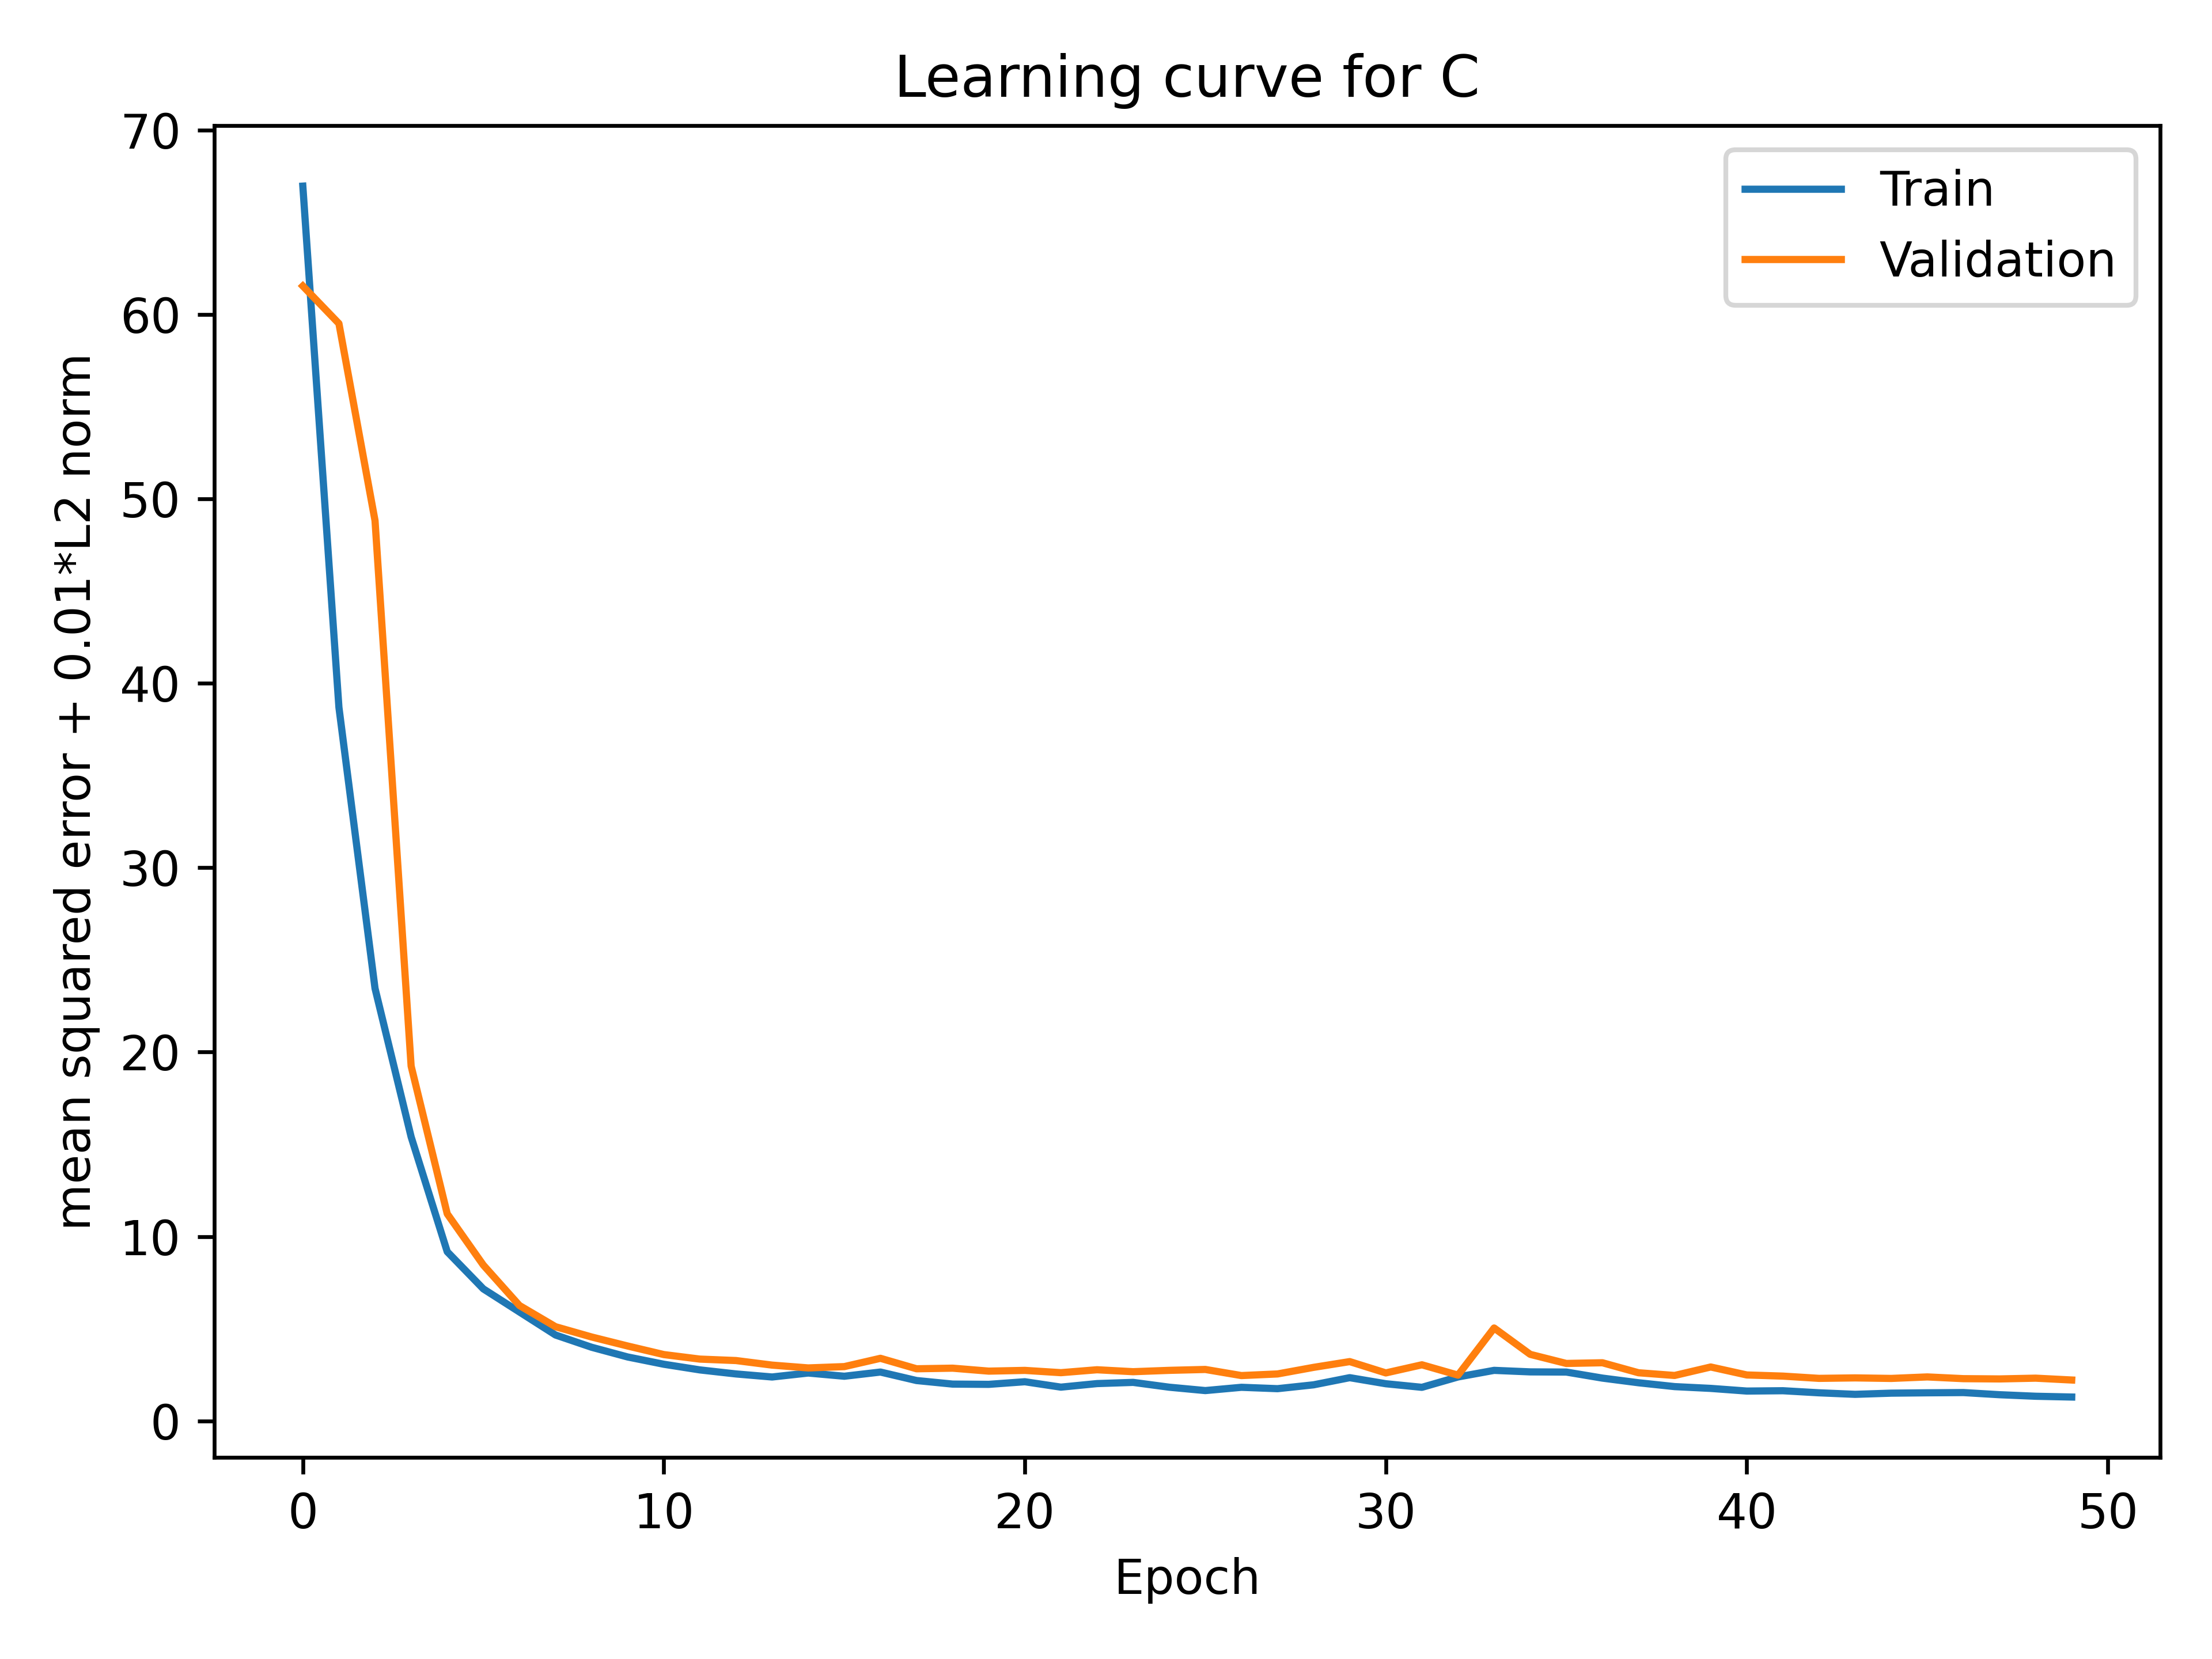 Learning curve for C
Train
Validation
mean squared error + 0.01*L2 norm
70
60
50
40
30
20
10
0
0 10 20 30 40 50
Epoch